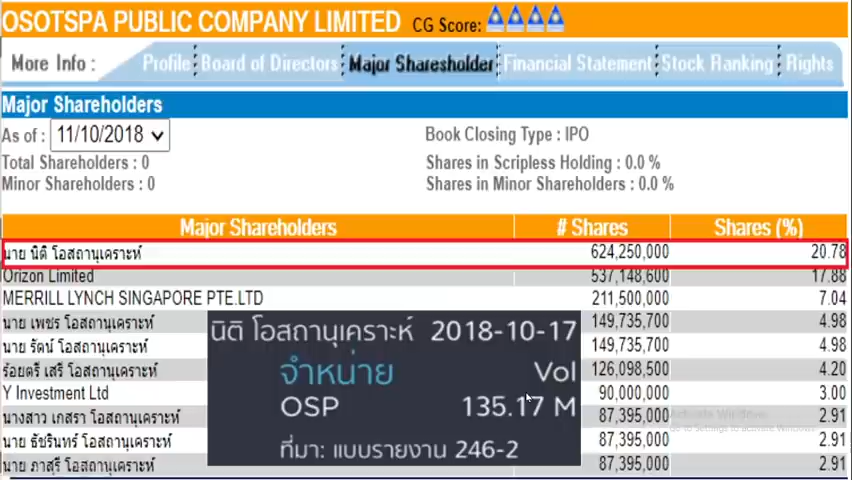 OSOTSPA PUBLIC COMPANY LIMITED CG Score:
More Info : Profile Board of Directors Major Sharesholder Financial Statement Stock Ranking Rights
Major Shareholders
As of : 11/10/2018 Book Closing Type : IPO
Total Shareholders : 0 Shares in Scripless Holding : 0.0 %
Minor Shareholders : 0 Shares in Minor Shareholders : 0.0 %
Major Shareholders # Shares Shares (%)
นาย นิติ โอสถานุเคราะห์ 624,250,000 20.78
Orizon Limited 537,148,600 17.88
MERRILL LYNCH SINGAPORE PTE.LTD 211,500,000 7.04
นาย เพชร โอสถานุเคราะห์ 149,735,700 4.98
นาย รัตน์ โอสถานุเคราะห์ 149,735,700 4.98
ร้อยตรี เสรี โอสถานุเคราะห์ 126,098,500 4.20
Y Investment Ltd 90,000,000 3.00
นางสาว เกสรา โอสถานุเคราะห์ 87,395,000 2.91
นาย ธัชรินทร์ โอสถานุเคราะห์ 87,395,000 2.91
นาย ภาสุรี โอสถานุเคราะห์ 87,395,000 2.91
นิติ โอสถานุเคราะห์ 2018-10-17
จำหน่าย Vol
OSP 135.17 M
ที่มา: แบบรายงาน 246-2
Activate Windows
Go to Settings to activate Windows.